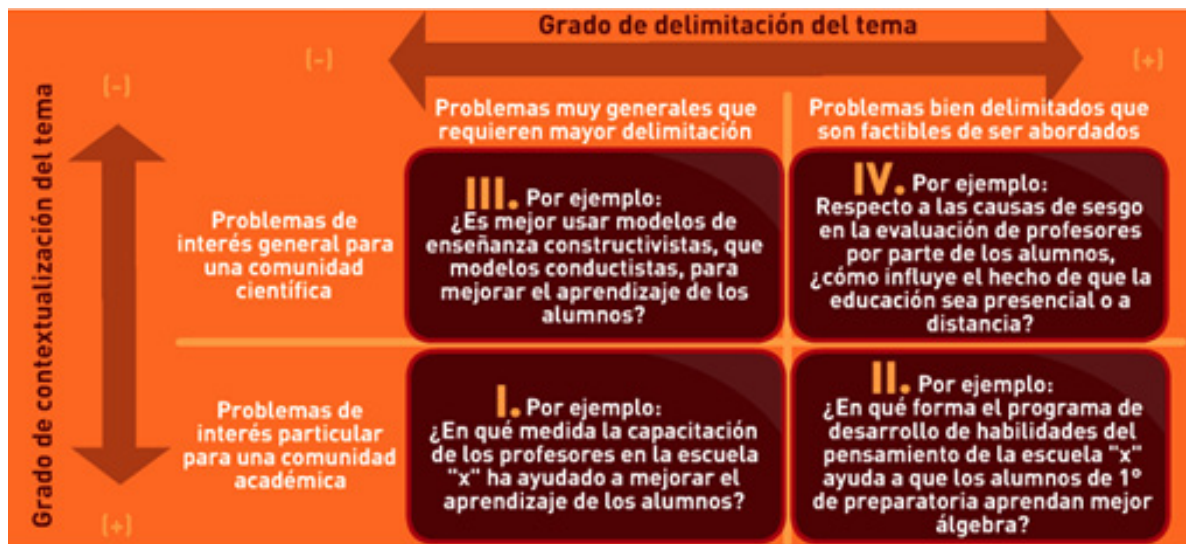 Grado de delimitación del tema
(-)
(+)
Grado de contextualización del tema
(-)
(+)
Problemas muy generales que
requieren mayor delimitación
Problemas bien delimitados que
son factibles de ser abordados
Problemas de
interés general para
una comunidad
científica
III. Por ejemplo:
¿Es mejor usar modelos de
enseñanza constructivistas, que
modelos conductistas, para
mejorar el aprendizaje de los
alumnos?
IV. Por ejemplo:
Respecto a las causas de sesgo
en la evaluación de profesores
por parte de los alumnos,
¿cómo influye el hecho de que la
educación sea presencial o a
distancia?
Problemas de
interés particular
para una comunidad
académica
I. Por ejemplo:
¿En qué medida la capacitación
de los profesores en la escuela
"x" ha ayudado a mejorar el
aprendizaje de los alumnos?
II. Por ejemplo:
¿En qué forma el programa de
desarrollo de habilidades del
pensamiento de la escuela "x"
ayuda a que los alumnos de 1º
de preparatoria aprendan mejor
álgebra?